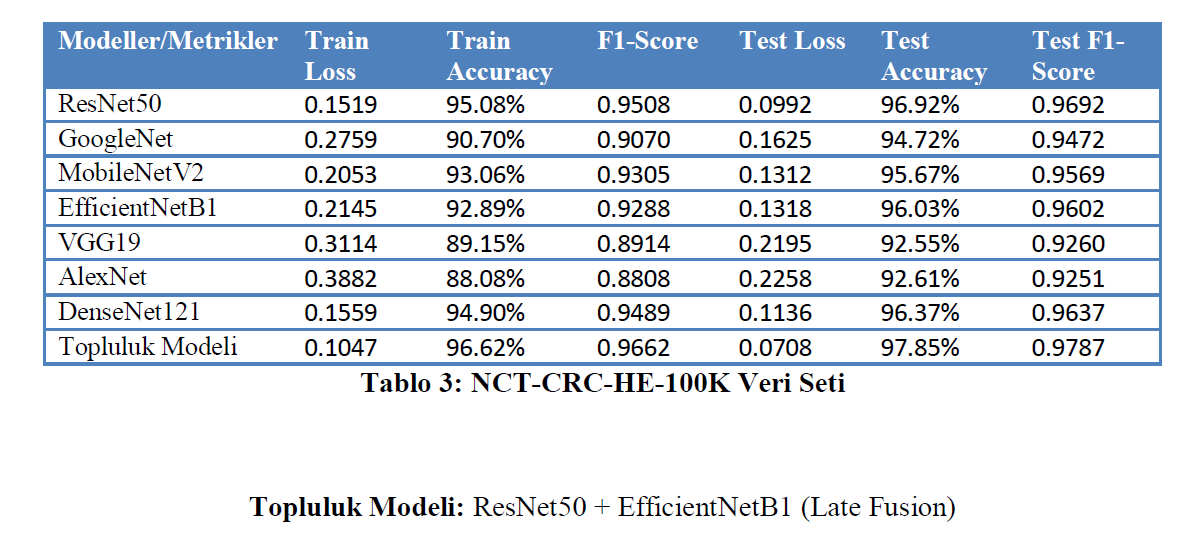 Modeller/Metrikler Train Loss Train Accuracy F1-Score Test Loss Test Accuracy Test F1-Score
ResNet50 0.1519 95.08% 0.9508 0.0992 96.92% 0.9692
GoogleNet 0.2759 90.70% 0.9070 0.1625 94.72% 0.9472
MobileNetV2 0.2053 93.06% 0.9305 0.1312 95.67% 0.9569
EfficientNetB1 0.2145 92.89% 0.9288 0.1318 96.03% 0.9602
VGG19 0.3114 89.15% 0.8914 0.2195 92.55% 0.9260
AlexNet 0.3882 88.08% 0.8808 0.2258 92.61% 0.9251
DenseNet121 0.1559 94.90% 0.9489 0.1136 96.37% 0.9637
Topluluk Modeli 0.1047 96.62% 0.9662 0.0708 97.85% 0.9787
Tablo 3: NCT-CRC-HE-100K Veri Seti
Topluluk Modeli: ResNet50 + EfficientNetB1 (Late Fusion)